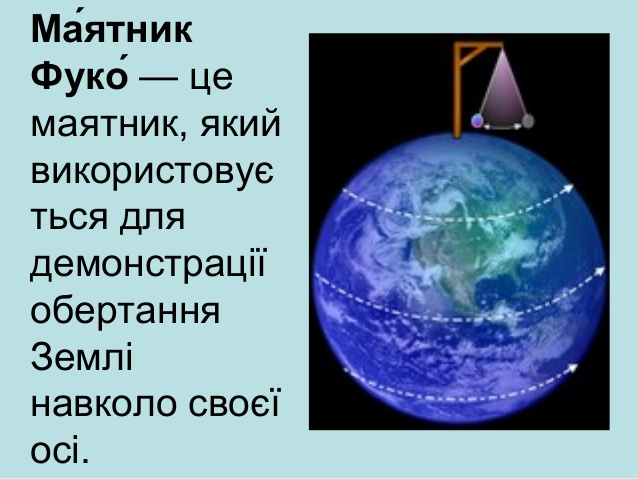 Ма́ятник
Фуко́ — це
маятник, який
використовує
ться для
демонстрації
обертання
Землі
навколо своєї
осі.